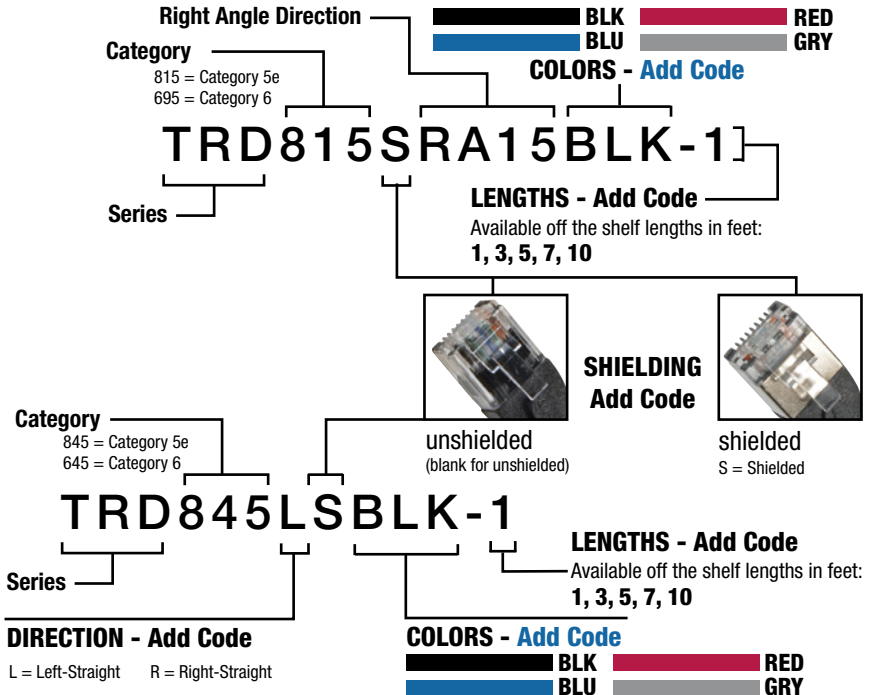 Right Angle Direction
BLK RED
BLU GRY
COLORS - Add Code
Category
815 = Category 5e
695 = Category 6
TRD815SRA15BLK-1
Series
LENGTHS - Add Code
Available off the shelf lengths in feet:
1, 3, 5, 7, 10
SHIELDING
Add Code
unshielded
(blank for unshielded)
shielded
S = Shielded
Category
845 = Category 5e
645 = Category 6
TRD845LSBLK-1
Series
LENGTHS - Add Code
Available off the shelf lengths in feet:
1, 3, 5, 7, 10
DIRECTION - Add Code
L = Left-Straight R = Right-Straight
COLORS - Add Code
BLK RED
BLU GRY